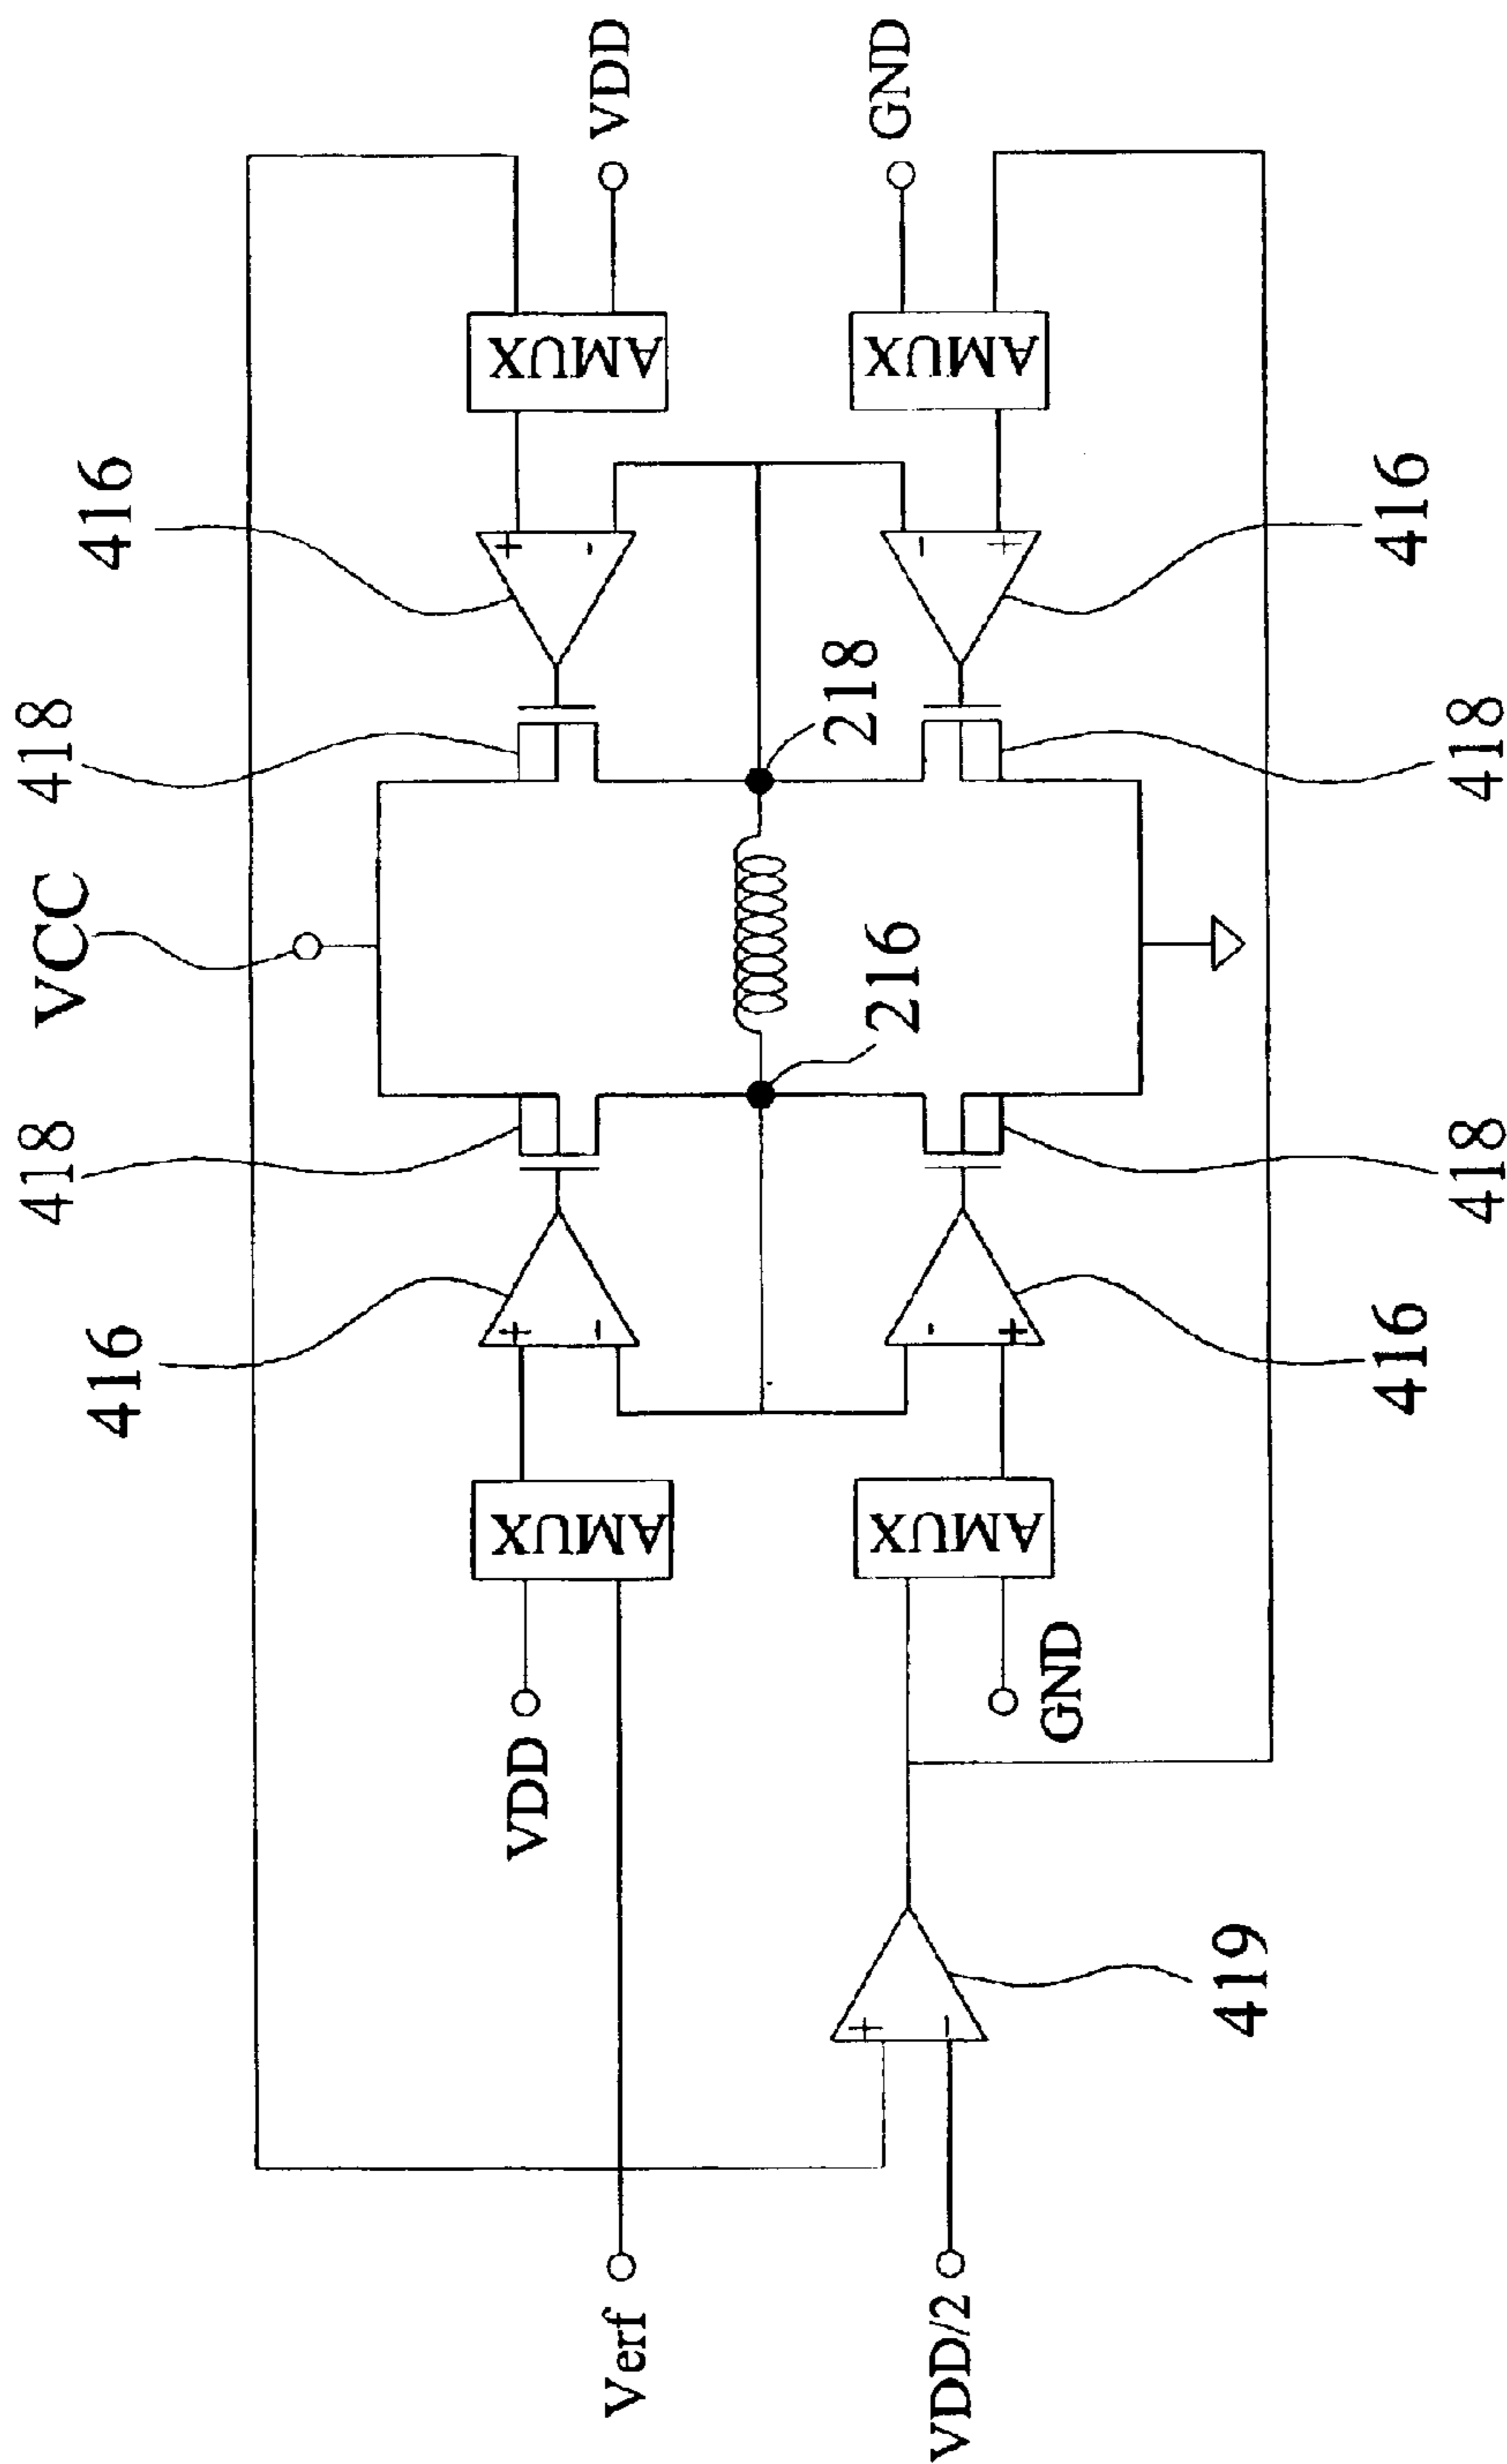 418
VCC
418
416
416
VDD
AMUX
AMUX
VDD
Verf
216
218
VDD/2
AMUX
AMUX
GND
GND
419
416
416
418
418